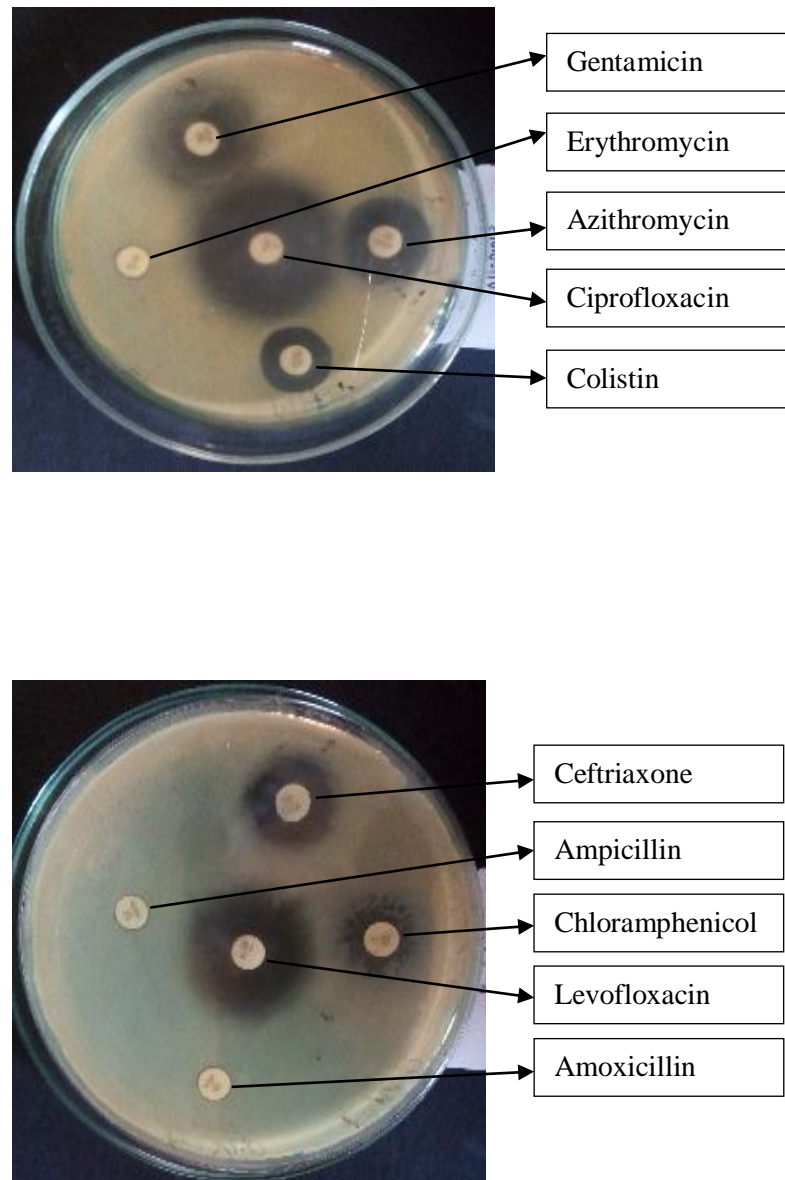 Gentamicin
Erythromycin
Azithromycin
Ciprofloxacin
Colistin
Ceftriaxone
Ampicillin
Chloramphenicol
Levofloxacin
Amoxicillin